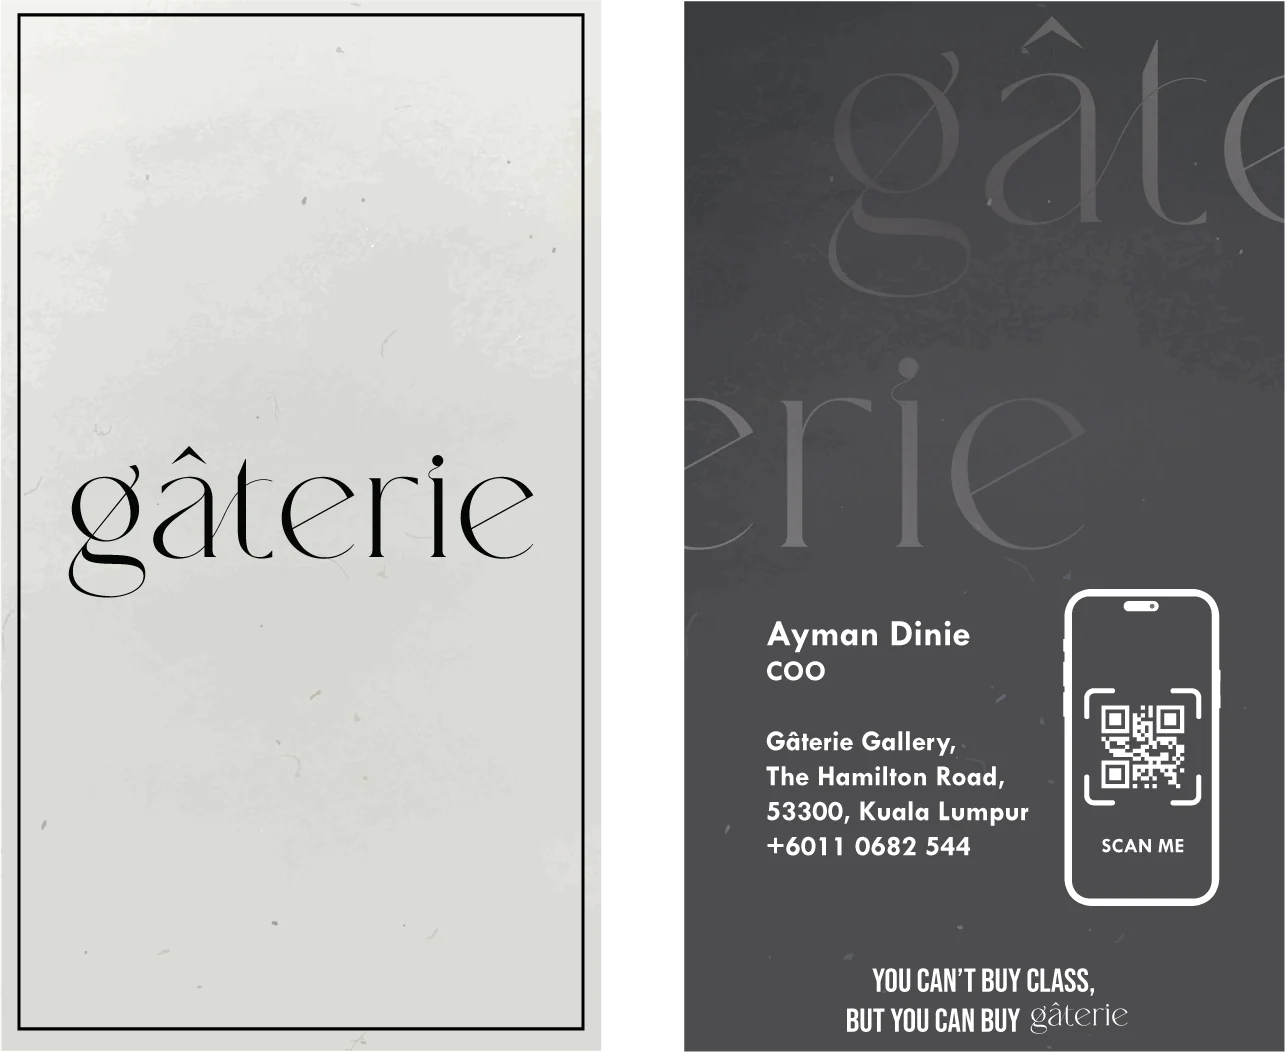 gâterie
gâte
erie
Ayman Dinie
COO
Gâterie Gallery,
The Hamilton Road,
53300, Kuala Lumpur
+6011 0682 544
SCAN ME
YOU CAN'T BUY CLASS,
BUT YOU CAN BUY gâterie